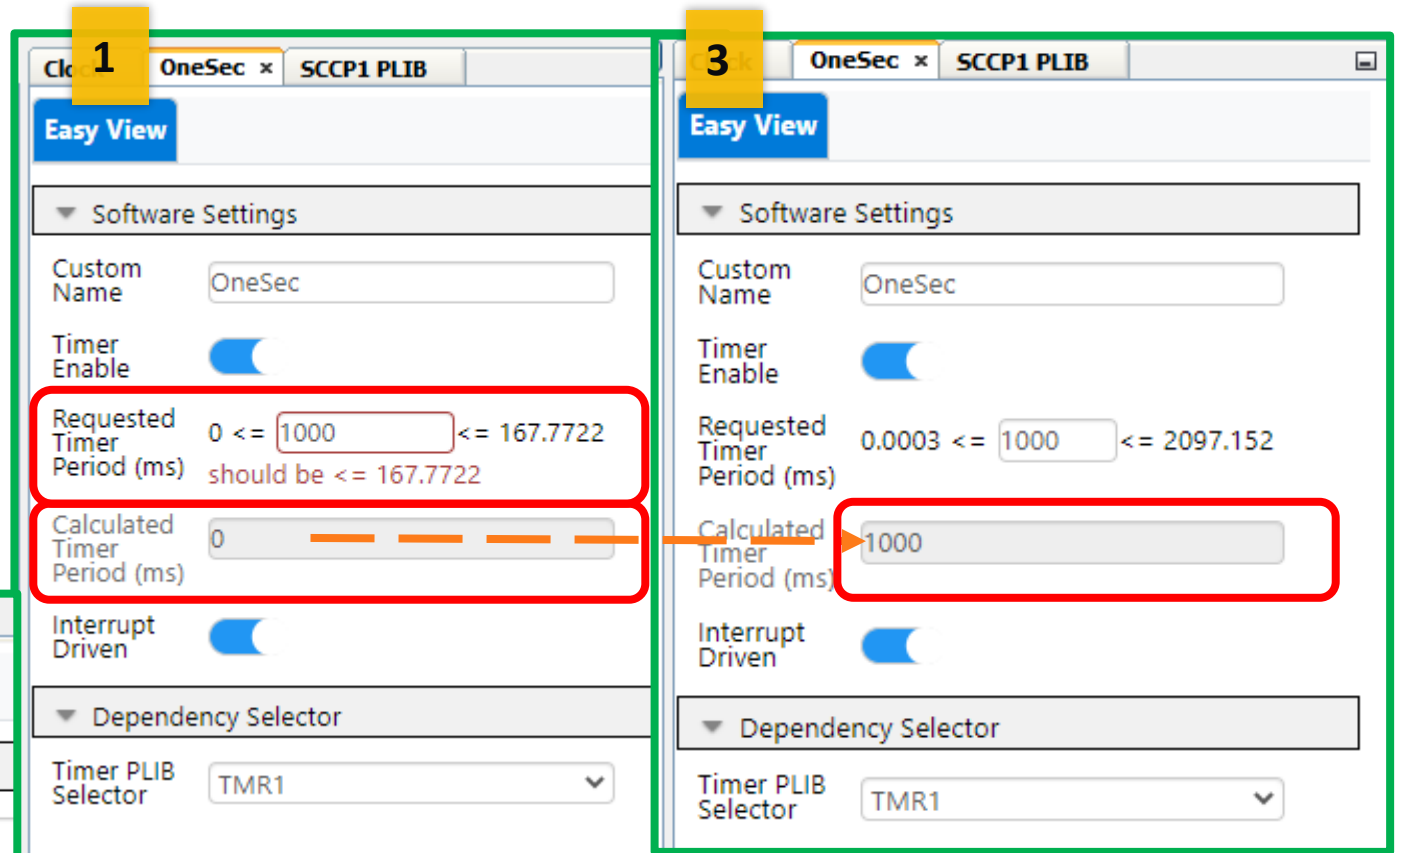 1
Cloc
OneSec ×
SCCP1 PLIB
Easy View
Software Settings
Custom
Name
OneSec
Timer
Enable
Requested
Timer
Period (ms)
0 <= 1000 <= 167.7722
should be <= 167.7722
Calculated
Timer
Period (ms)
0
Interrupt
Driven
Dependency Selector
Timer PLIB
Selector
TMR1
3
Clock
OneSec ×
SCCP1 PLIB
Easy View
Software Settings
Custom
Name
OneSec
Timer
Enable
Requested
Timer
Period (ms)
0.0003 <= 1000 <= 2097.152
Calculated
Timer
Period (ms)
1000
Interrupt
Driven
Dependency Selector
Timer PLIB
Selector
TMR1